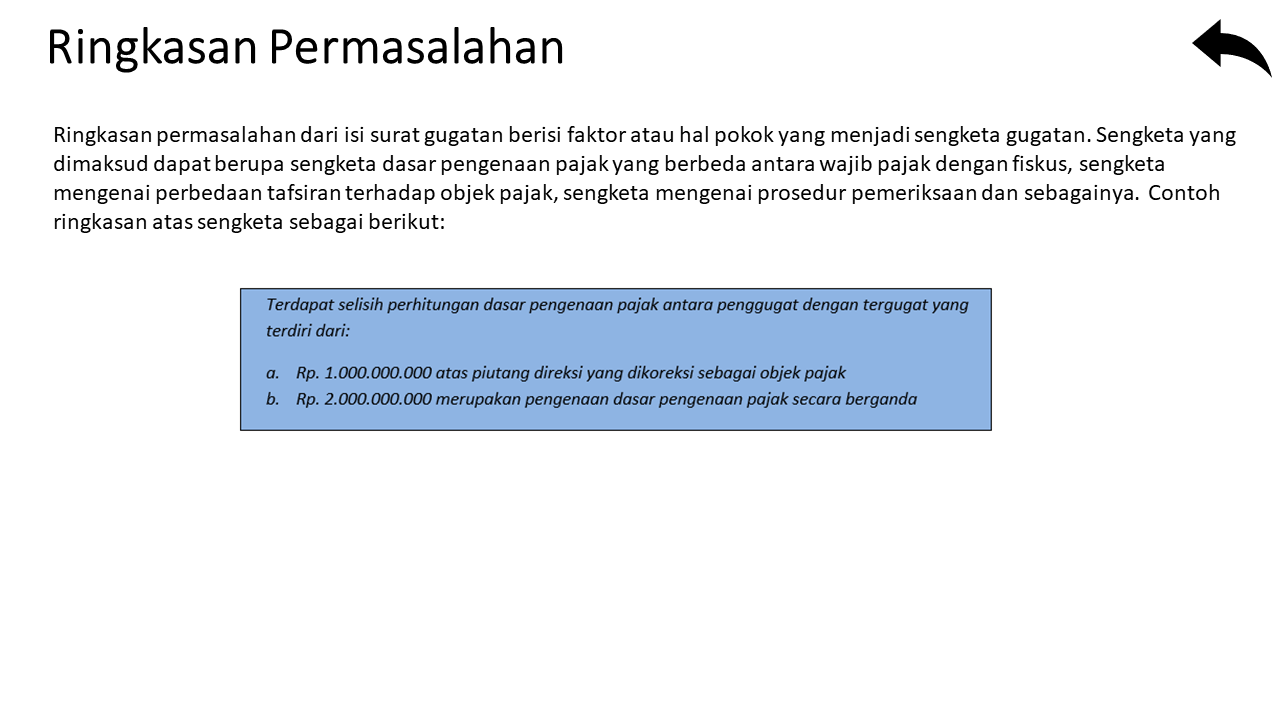 Ringkasan Permasalahan
Ringkasan permasalahan dari isi surat gugatan berisi faktor atau hal pokok yang menjadi sengketa gugatan. Sengketa yang
dimaksud dapat berupa sengketa dasar pengenaan pajak yang berbeda antara wajib pajak dengan fiskus, sengketa
mengenai perbedaan tafsiran terhadap objek pajak, sengketa mengenai prosedur pemeriksaan dan sebagainya. Contoh
ringkasan atas sengketa sebagai berikut:
Terdapat selisih perhitungan dasar pengenaan pajak antara penggugat dengan tergugat yang
terdiri dari:
a. Rp. 1.000.000.000 atas piutang direksi yang dikoreksi sebagai objek pajak
b. Rp. 2.000.000.000 merupakan pengenaan dasar pengenaan pajak secara berganda